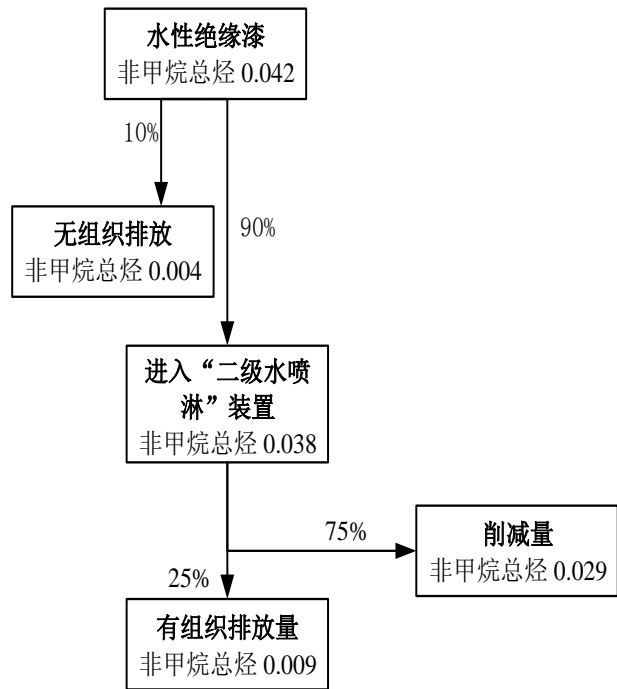 水性绝缘漆
非甲烷总烃 0.042
10%
90%
无组织排放
非甲烷总烃 0.004
进入“二级水喷
淋”装置
非甲烷总烃 0.038
75%
削减量
非甲烷总烃 0.029
25%
有组织排放量
非甲烷总烃 0.009